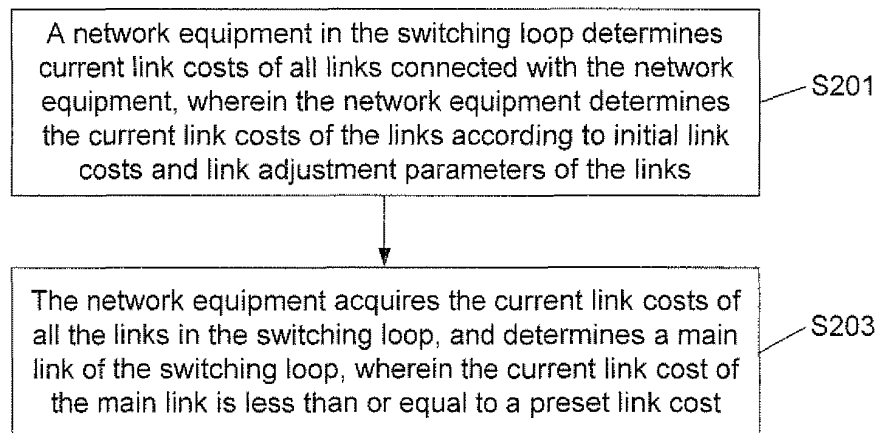 A network equipment in the switching loop determines
current link costs of all links connected with the network
equipment, wherein the network equipment determines
the current link costs of the links according to initial link
costs and link adjustment parameters of the links
S201
The network equipment acquires the current link costs of
all the links in the switching loop, and determines a main
link of the switching loop, wherein the current link cost of
the main link is less than or equal to a preset link cost
S203